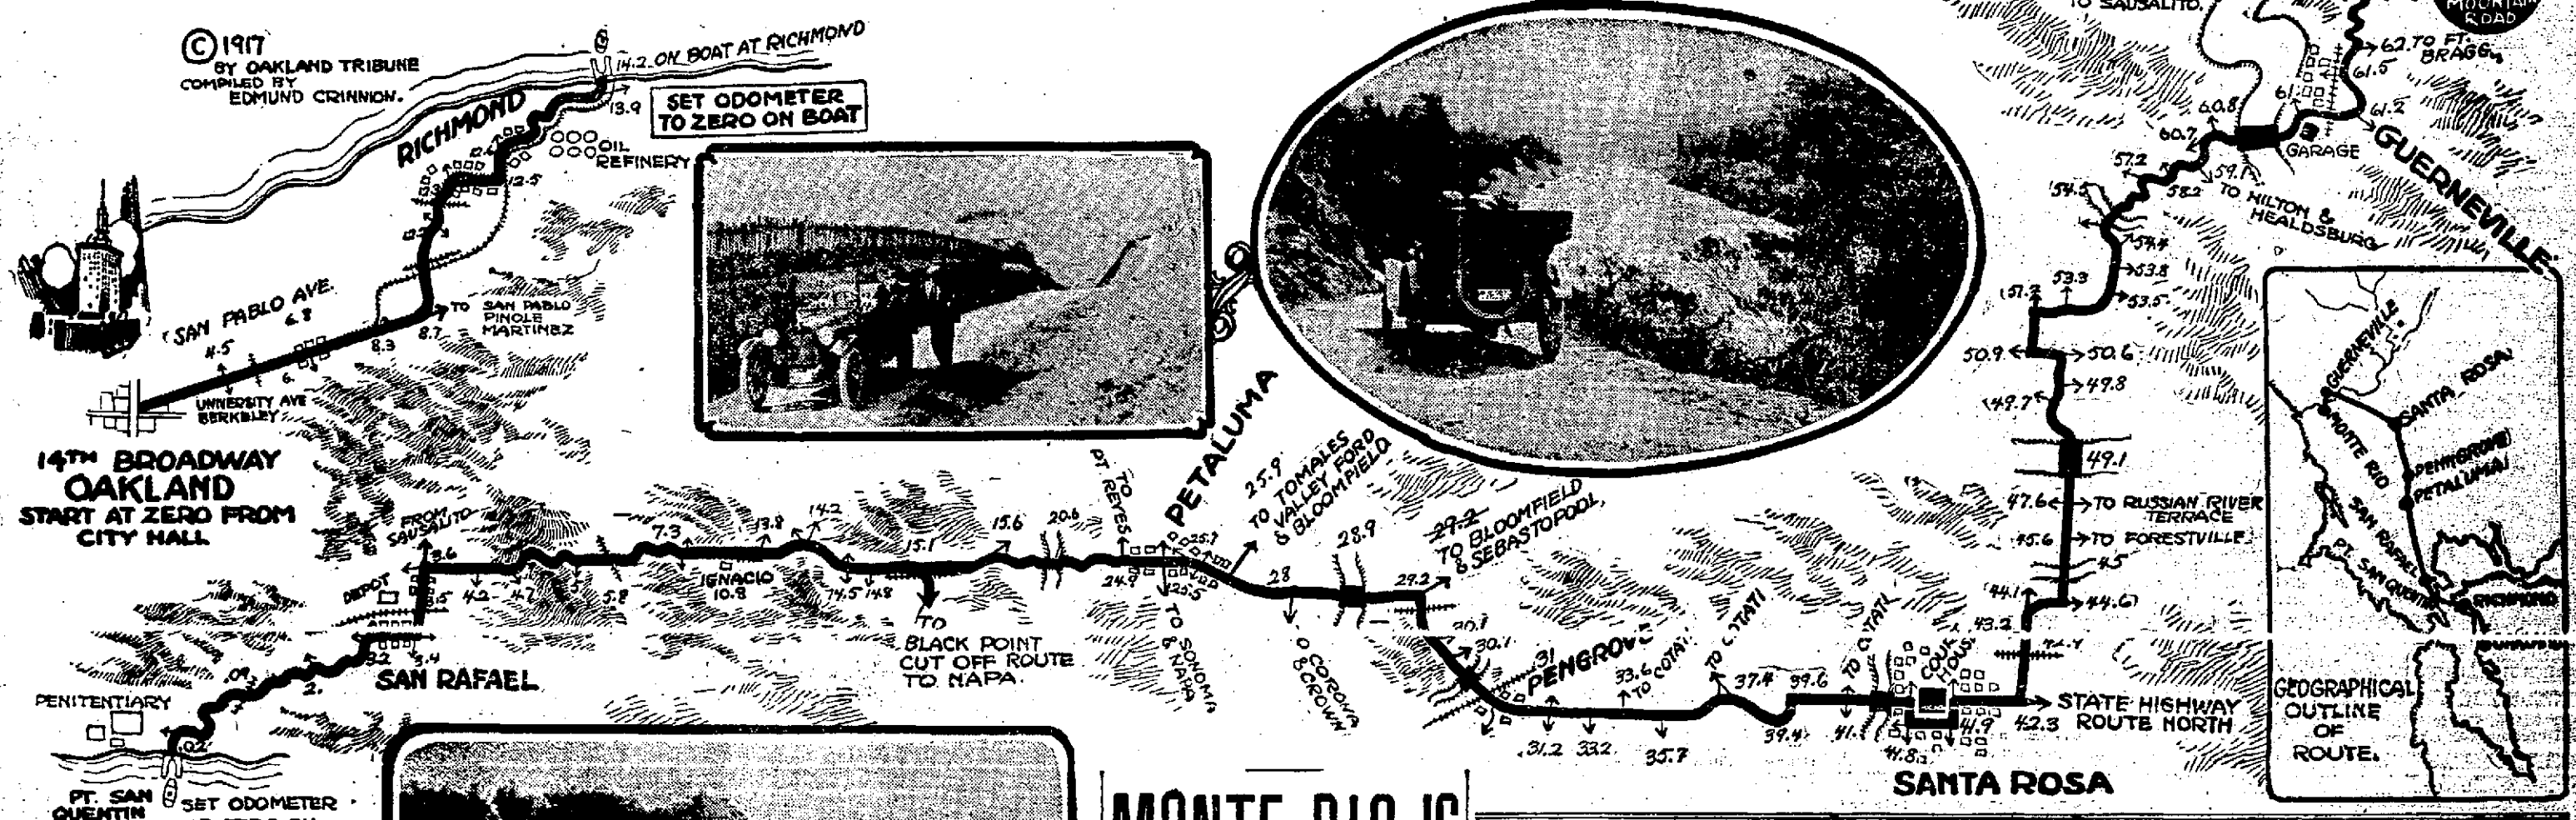 © 1917
BY OAKLAND TRIBUNE
COMPILED BY
EDMUND CRINNION.
14.2 ON BOAT AT RICHMOND
13.9
SET ODOMETER
TO ZERO ON BOAT
RICHMOND
OIL
REFINERY
12.5
SAN PABLO AVE.
6.8
4.5
6.
8.3
8.7
TO SAN PABLO
PINOLE
MARTINEZ
UNIVERSITY AVE
BERKELEY
14TH BROADWAY
OAKLAND
START AT ZERO FROM
CITY HALL
PENITENTIARY
.02
PT. SAN
QUENTIN
SET ODOMETER
.09
2.
3.2
3.4
SAN RAFAEL
DEPOT
FROM
SAUSALITO
3.6
4.2
4.7
5.8
7.3
IGNACIO
10.8
13.8
14.2
14.5
14.8
15.1
TO
BLACK POINT
CUT OFF ROUTE
TO NAPA.
15.6
20.6
TO
PT REYES
24.9
25.5
25.7
TO SONOMA
& NAPA
PETALUMA
25.9
TO TOMALES
VALLEY FORD
& BLOOMFIELD
28
CORONA
& CROWN
28.9
29.2
29.2
TO BLOOMFIELD
& SEBASTOPOOL,
30.1
31
PENGROVE
31.2
33.2
33.6
TO COTATI
35.7
TO COTATI
37.4
39.4
39.6
TO COTATI
41.1
41.8
COURT
HOUSE
41.9
42.3
STATE HIGHWAY
ROUTE NORTH
SANTA ROSA
43.2
44.1
44.6
45
45.6
TO FORESTVILLE
47.6
TO RUSSIAN RIVER
TERRACE
49.1
49.7
49.8
50.6
50.9
53.3
53.5
53.8
54.4
54.5
57.2
58.2
59.1
TO HILTON &
HEALDSBURG
60.7
60.8
61
GARAGE
61.2
61.5
62. TO FT.
BRAGG
GUERNEVILLE
TO SAUSALITO.
MOUNTAIN
ROAD
GUERNEVILLE
MONTE RIO
SANTA ROSA
PENNGROVE
PETALUMA
SAN RAFAEL
PT. SAN QUENTIN
RICHMOND
GEOGRAPHICAL
OUTLINE
OF
ROUTE.
MONTE RIO IS